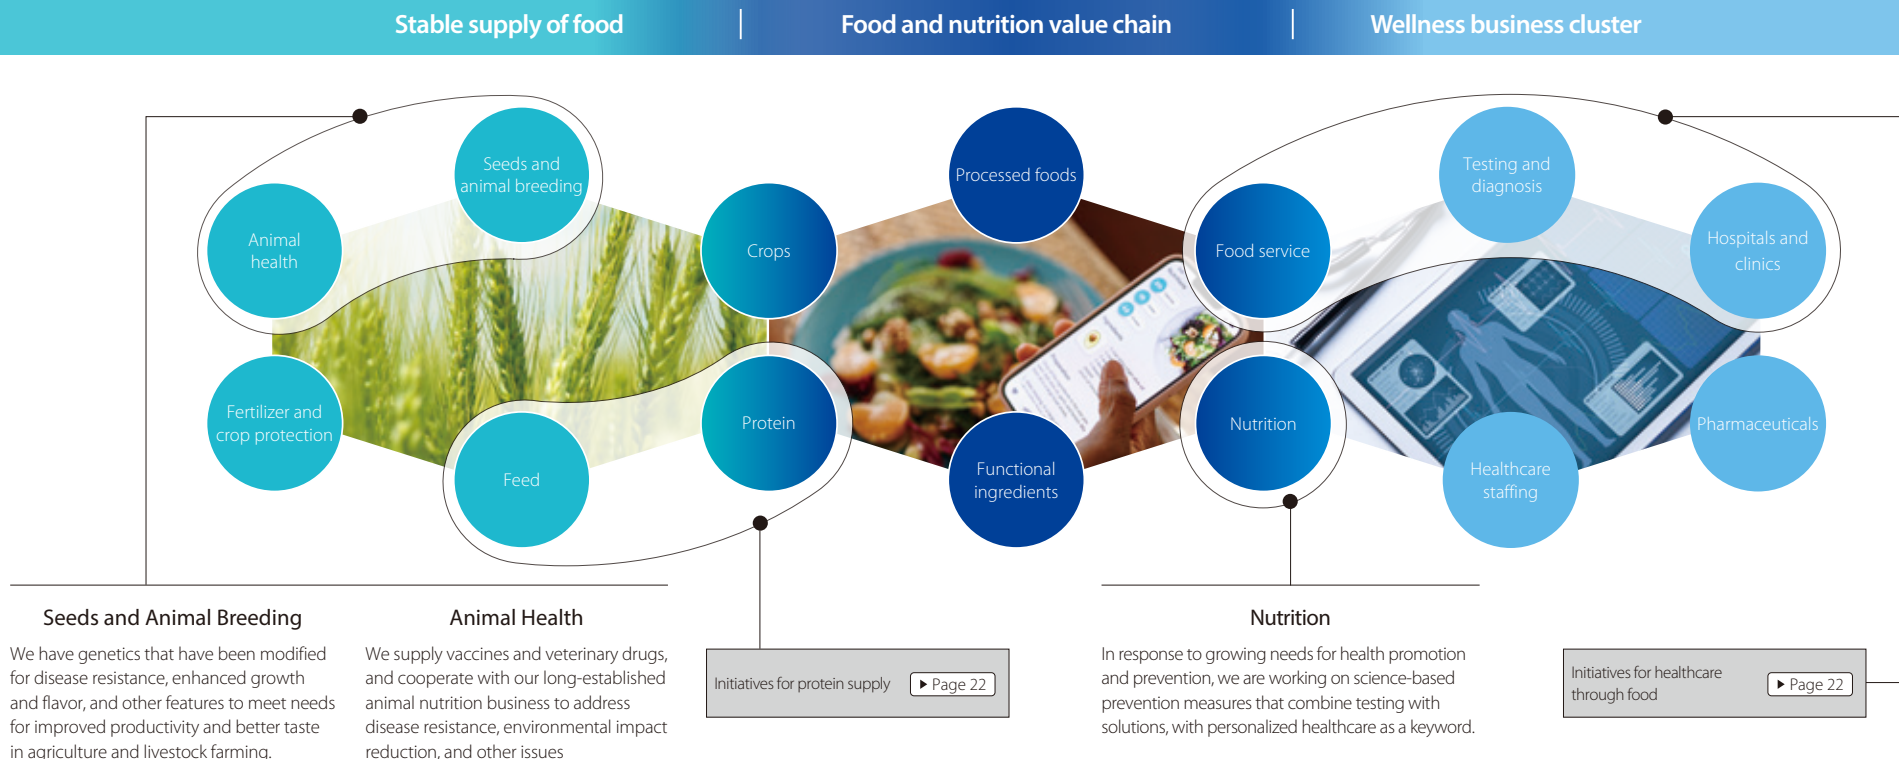 Stable supply of food
Food and nutrition value chain
Wellness business cluster
Seeds and
animal breeding
Animal
health
Crops
Fertilizer and
crop protection
Feed
Protein
Processed foods
Food service
Functional
ingredients
Nutrition
Testing and
diagnosis
Hospitals and
clinics
Healthcare
staffing
Pharmaceuticals
Seeds and Animal Breeding
We have genetics that have been modified
for disease resistance, enhanced growth
and flavor, and other features to meet needs
for improved productivity and better taste
in agriculture and livestock farming.
Animal Health
We supply vaccines and veterinary drugs,
and cooperate with our long-established
animal nutrition business to address
disease resistance, environmental impact
reduction, and other issues
Initiatives for protein supply ▶ Page 22
Nutrition
In response to growing needs for health promotion
and prevention, we are working on science-based
prevention measures that combine testing with
solutions, with personalized healthcare as a keyword.
Initiatives for healthcare
through food
▶ Page 22